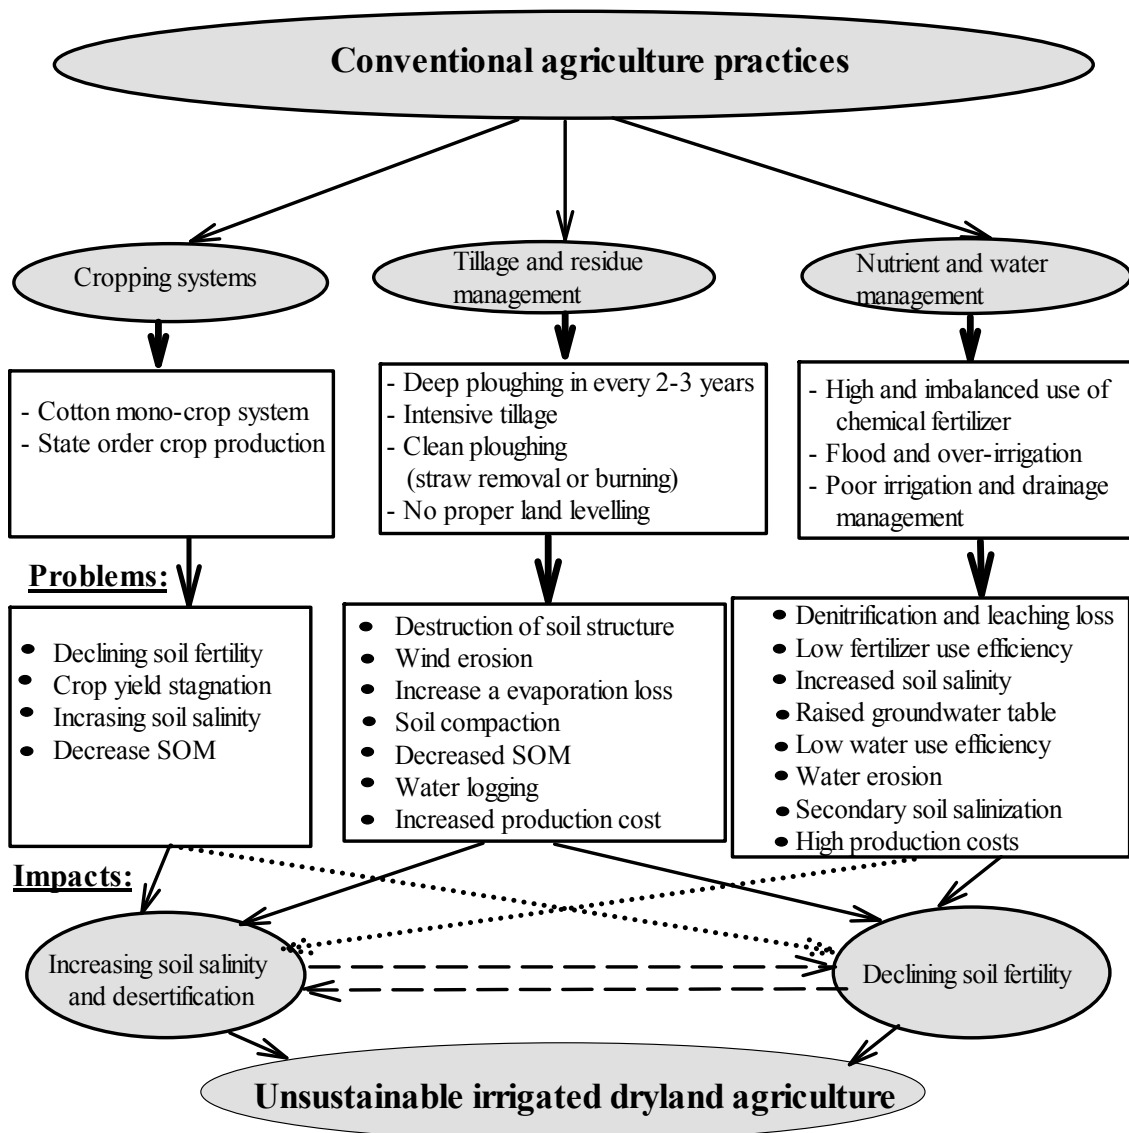 Conventional agriculture practices
Cropping systems
Tillage and residue
management
Nutrient and water
management
- Cotton mono-crop system
- State order crop production
- Deep ploughing in every 2-3 years
- Intensive tillage
- Clean ploughing
(straw removal or burning)
- No proper land levelling
- High and imbalanced use of
chemical fertilizer
- Flood and over-irrigation
- Poor irrigation and drainage
management
Problems:
• Declining soil fertility
• Crop yield stagnation
• Incrasing soil salinity
• Decrease SOM
• Destruction of soil structure
• Wind erosion
• Increase a evaporation loss
• Soil compaction
• Decreased SOM
• Water logging
• Increased production cost
• Denitrification and leaching loss
• Low fertilizer use efficiency
• Increased soil salinity
• Raised groundwater table
• Low water use efficiency
• Water erosion
• Secondary soil salinization
• High production costs
Impacts:
Increasing soil salinity
and desertification
Declining soil fertility
Unsustainable irrigated dryland agriculture